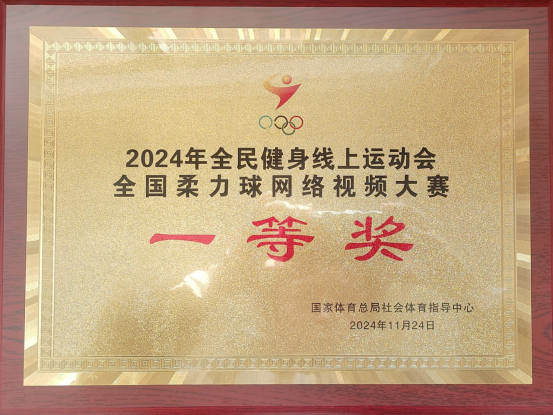 2024年全民健身线上运动会
全国柔力球网络视频大赛
一等奖
国家体育总局社会体育指导中心
2024年11月24日